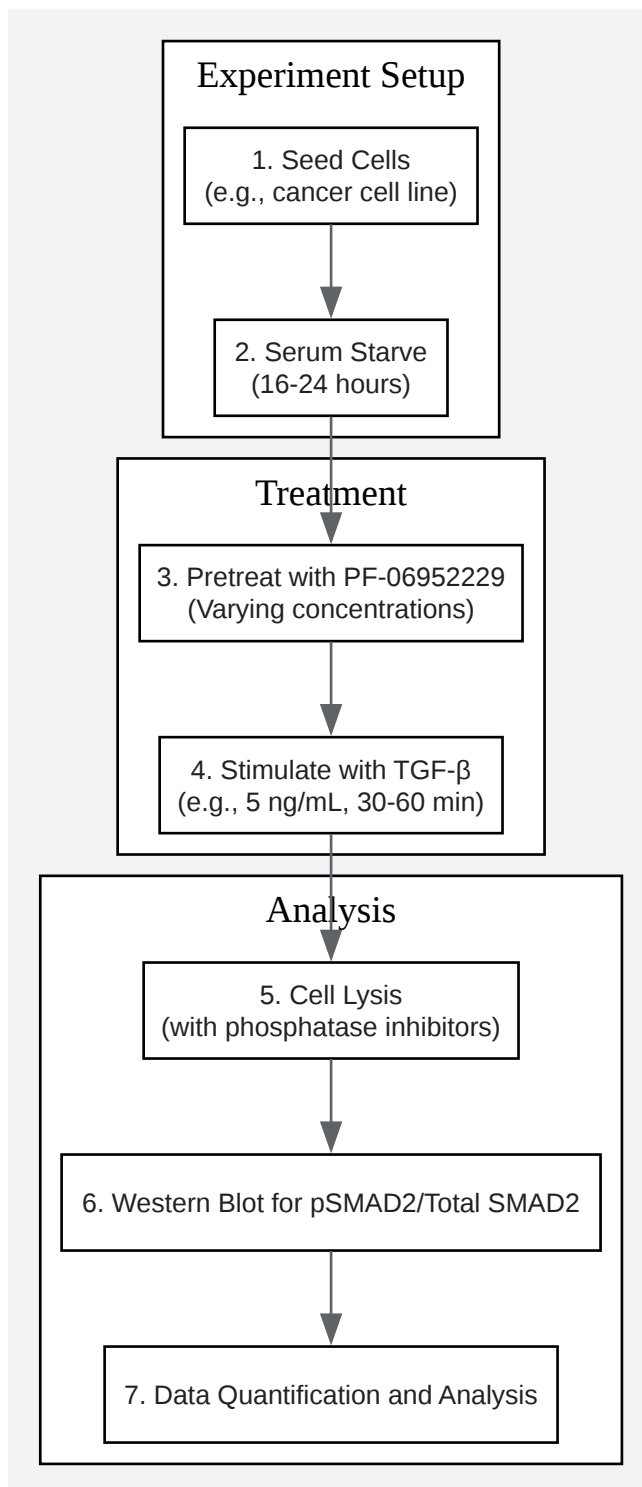 Experiment Setup
1. Seed Cells
(e.g., cancer cell line)
2. Serum Starve
(16-24 hours)
Treatment
3. Pretreat with PF-06952229
(Varying concentrations)
4. Stimulate with TGF-β
(e.g., 5 ng/mL, 30-60 min)
Analysis
5. Cell Lysis
(with phosphatase inhibitors)
6. Western Blot for pSMAD2/Total SMAD2
7. Data Quantification and Analysis